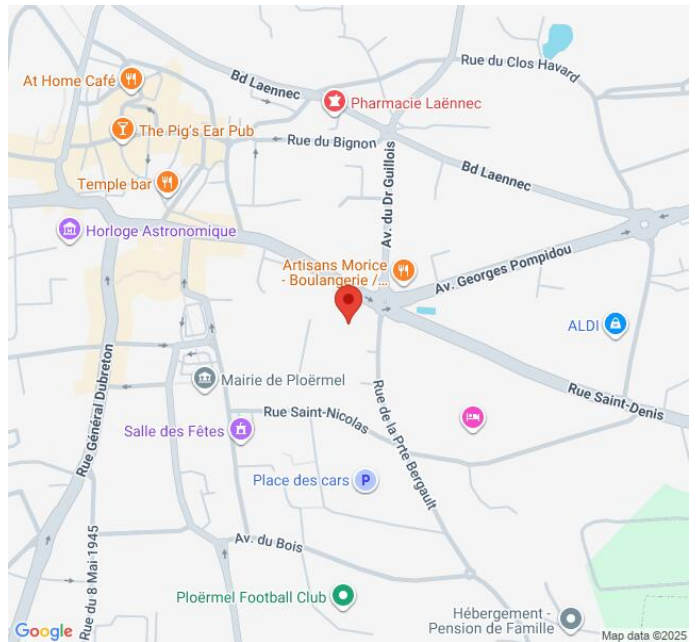 Rue du Clos Havard
At Home Café
Bd Laennec
Pharmacie Laënnec
The Pig's Ear Pub
Rue du Bignon
Bd Laennec
Temple bar
Av. du Dr Guillois
Horloge Astronomique
Artisans Morice
- Boulangerie /...
Av. Georges Pompidou
ALDI
Rue Général Dubreton
Mairie de Ploërmel
Rue Saint-Denis
Rue Saint-Nicolas
Salle des Fêtes
Rue de la Prte Bergault
Place des cars
P
Rue du 8 Mai 1945
Av. du Bois
Ploërmel Football Club
Hébergement -
Pension de Famille
Google
Map data ©2025